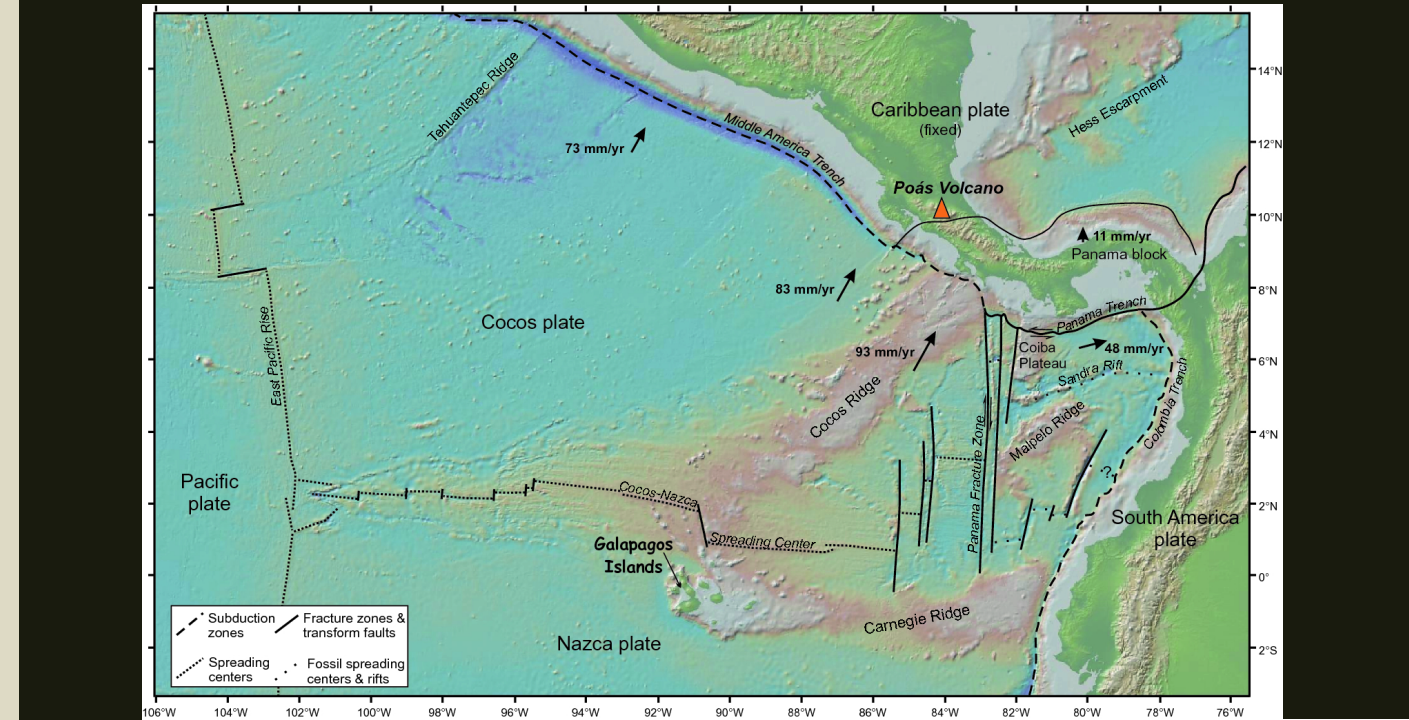 Tehuantepec Ridge
73 mm/yr
Middle America Trench
Caribbean plate
(fixed)
Hess Escarpment
14°N
12°N
Poás Volcano
10°N
11 mm/yr
Panama block
83 mm/yr
8°N
Cocos plate
East Pacific Rise
Panama Trench
93 mm/yr
Coiba
Plateau
48 mm/yr
6°N
Sandra Rift
Cocos Ridge
Colombia Trench
Malpelo Ridge
4°N
Panama Fracture Zone
?
Pacific
plate
Cocos-Nazca
Spreading Center
2°N
South America
plate
Galapagos
Islands
0°
Carnegie Ridge
Nazca plate
2°S
Subduction
zones
Fracture zones &
transform faults
Spreading
centers
Fossil spreading
centers & rifts
106°W
104°W
102°W
100°W
98°W
96°W
94°W
92°W
90°W
88°W
86°W
84°W
82°W
80°W
78°W
76°W